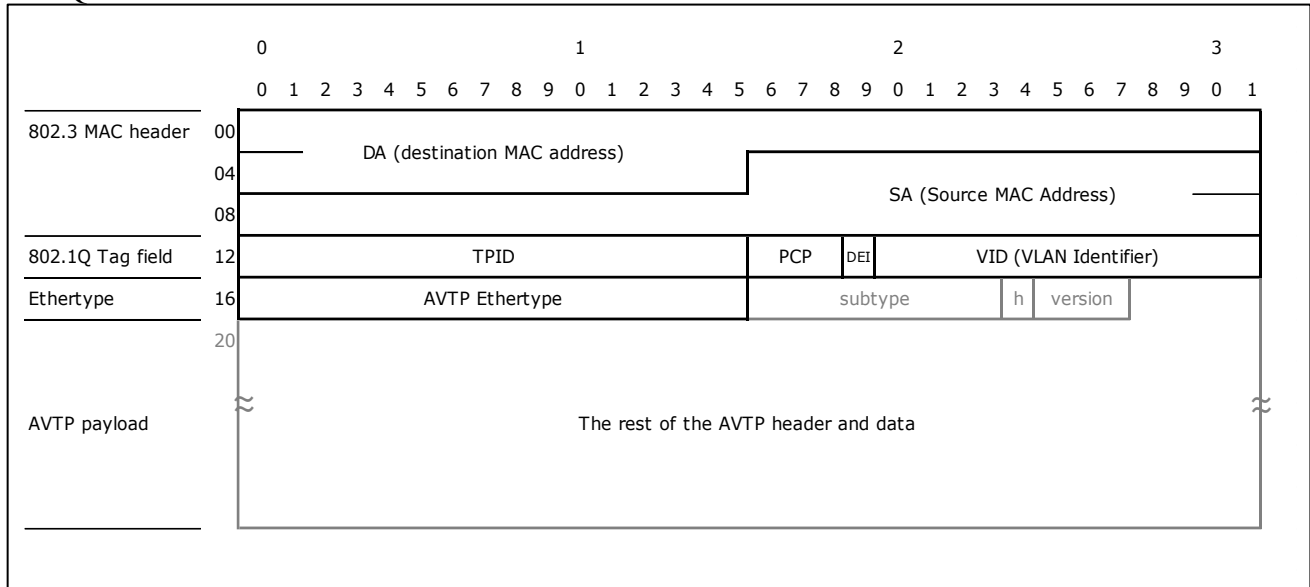 0 1 2 3
0 1 2 3 4 5 6 7 8 9 0 1 2 3 4 5 6 7 8 9 0 1 2 3 4 5 6 7 8 9 0 1
802.3 MAC header 00
DA (destination MAC address)
04
SA (Source MAC Address)
08
802.1Q Tag field 12 TPID PCP DEI VID (VLAN Identifier)
Ethertype 16 AVTP Ethertype subtype h version
20
AVTP payload The rest of the AVTP header and data